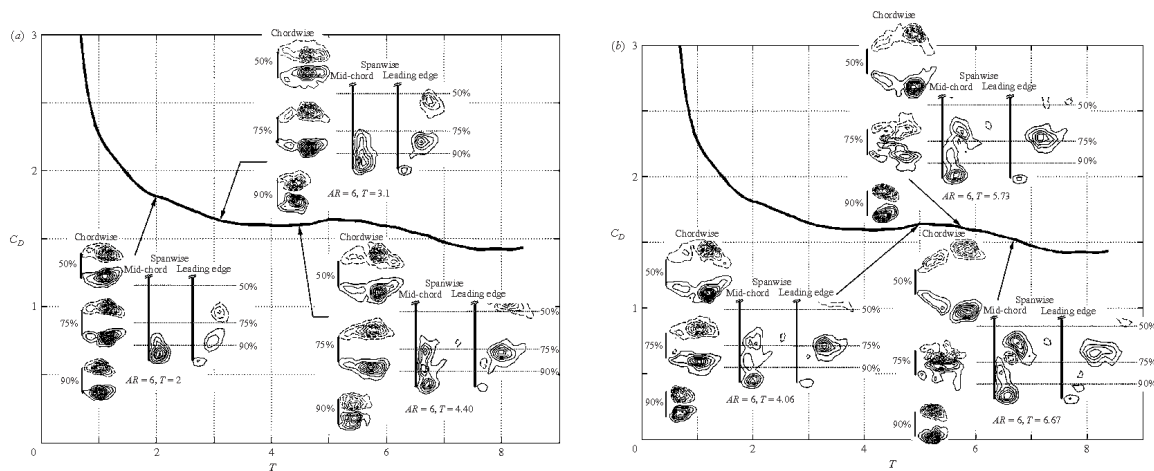 (a)
3
2
1
C_D
0
2
4
6
8
T
Chordwise
50%
75%
90%
Spanwise
Mid-chord Leading edge
50%
75%
90%
AR = 6, T = 3.1
Chordwise
50%
75%
90%
Spanwise
Mid-chord Leading edge
50%
75%
90%
AR = 6, T = 2
Chordwise
50%
75%
90%
Spanwise
Mid-chord Leading edge
50%
75%
90%
AR = 6, T = 4.40
(b)
3
2
1
C_D
0
2
4
6
8
T
Chordwise
50%
75%
90%
Spanwise
Mid-chord Leading edge
50%
75%
90%
AR = 6, T = 5.73
Chordwise
50%
75%
90%
Spanwise
Mid-chord Leading edge
50%
75%
90%
AR = 6, T = 4.06
Chordwise
50%
75%
90%
Spanwise
Mid-chord Leading edge
50%
75%
90%
AR = 6, T = 6.67